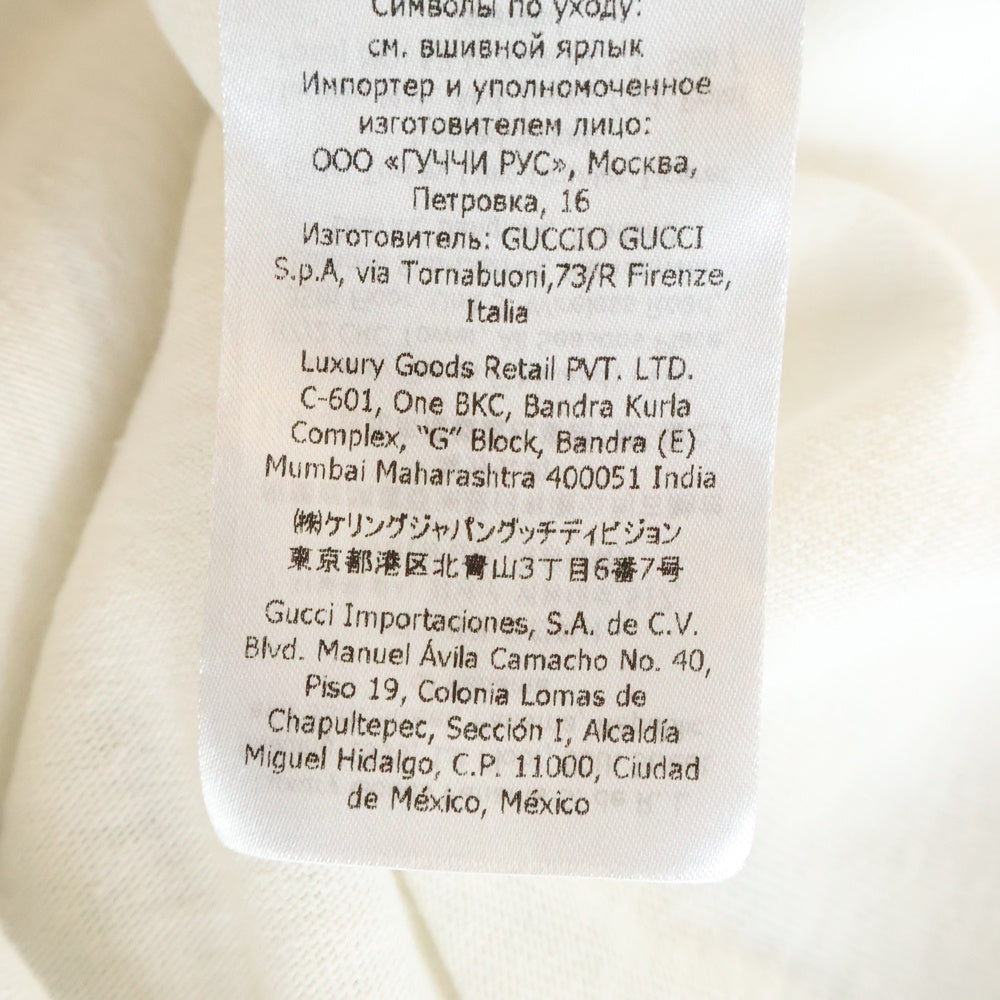 Символы по уходу:
см. вшивной ярлык
Импортер и уполномоченное
изготовителем лицо:
ООО «ГУЧЧИ РУС», Москва,
Петровка, 16
Изготовитель: GUCCIO GUCCI
S.p.A, via Tornabuoni,73/R Firenze,
Italia
Luxury Goods Retail PVT. LTD.
C-601, One BKC, Bandra Kurla
Complex, "G" Block, Bandra (E)
Mumbai Maharashtra 400051 India
㈱ケリングジャパングッチディビジョン
東京都港区北青山3丁目6番7号
Gucci Importaciones, S.A. de C.V.
Blvd. Manuel Ávila Camacho No. 40,
Piso 19, Colonia Lomas de
Chapultepec, Sección I, Alcaldía
Miguel Hidalgo, C.P. 11000, Ciudad
de México, México